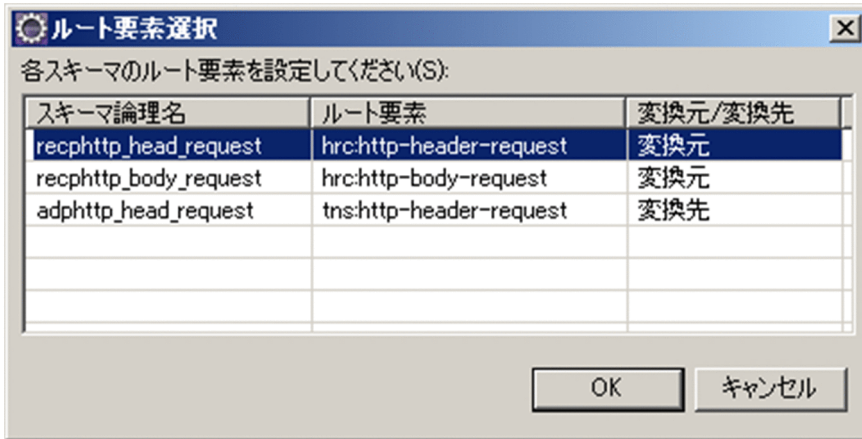 ルート要素選択
各スキーマのルート要素を設定してください(S):
スキーマ論理名 ルート要素 変換元/変換先
recphttp_head_request hrc:http-header-request 変換元
recphttp_body_request hrc:http-body-request 変換元
adphttp_head_request tns:http-header-request 変換先
OK キャンセル